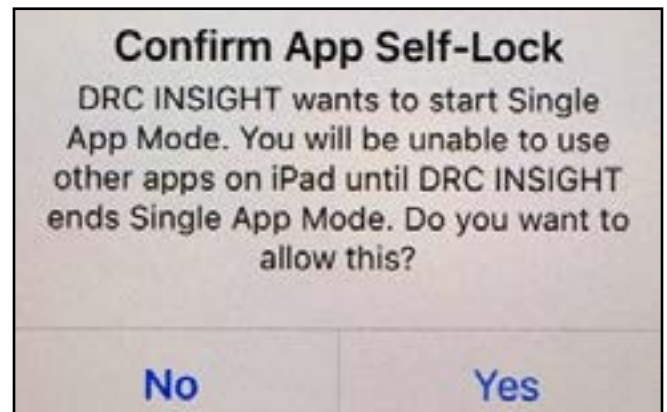 Confirm App Self-Lock
DRC INSIGHT wants to start Single
App Mode. You will be unable to use
other apps on iPad until DRC INSIGHT
ends Single App Mode. Do you want to
allow this?
No
Yes